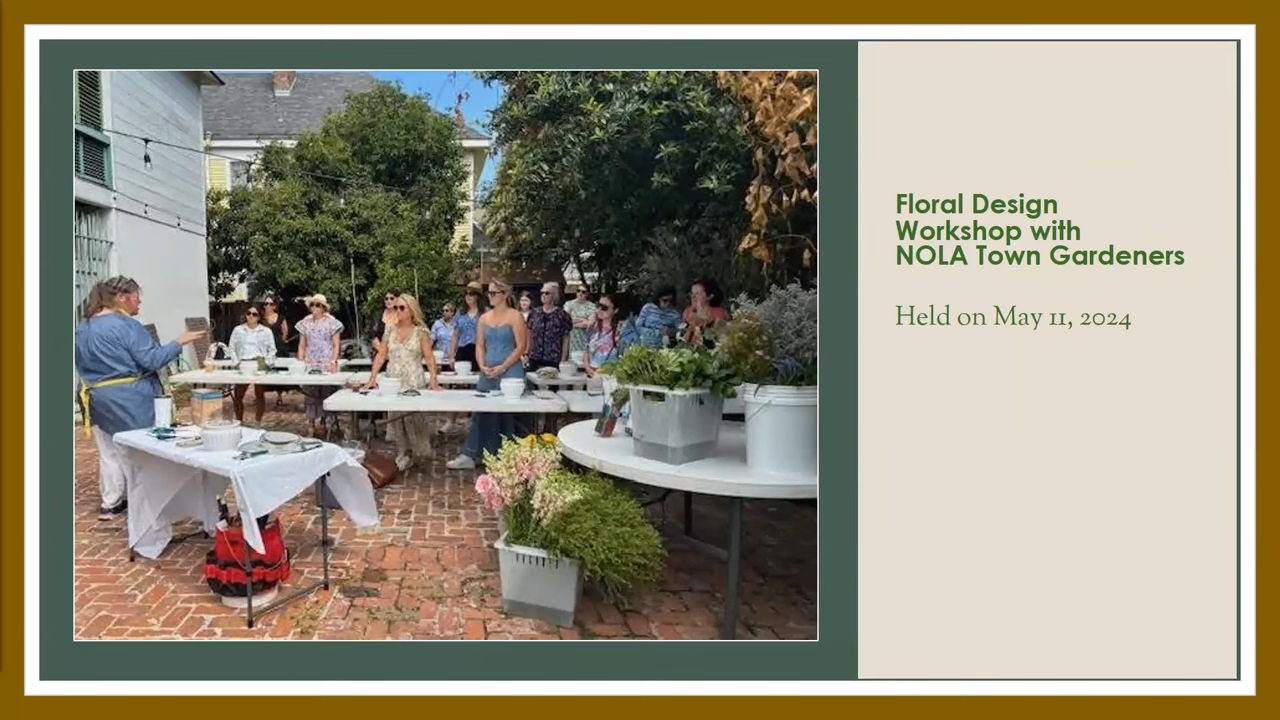 Floral Design
Workshop with
NOLA Town Gardeners
Held on May 11, 2024